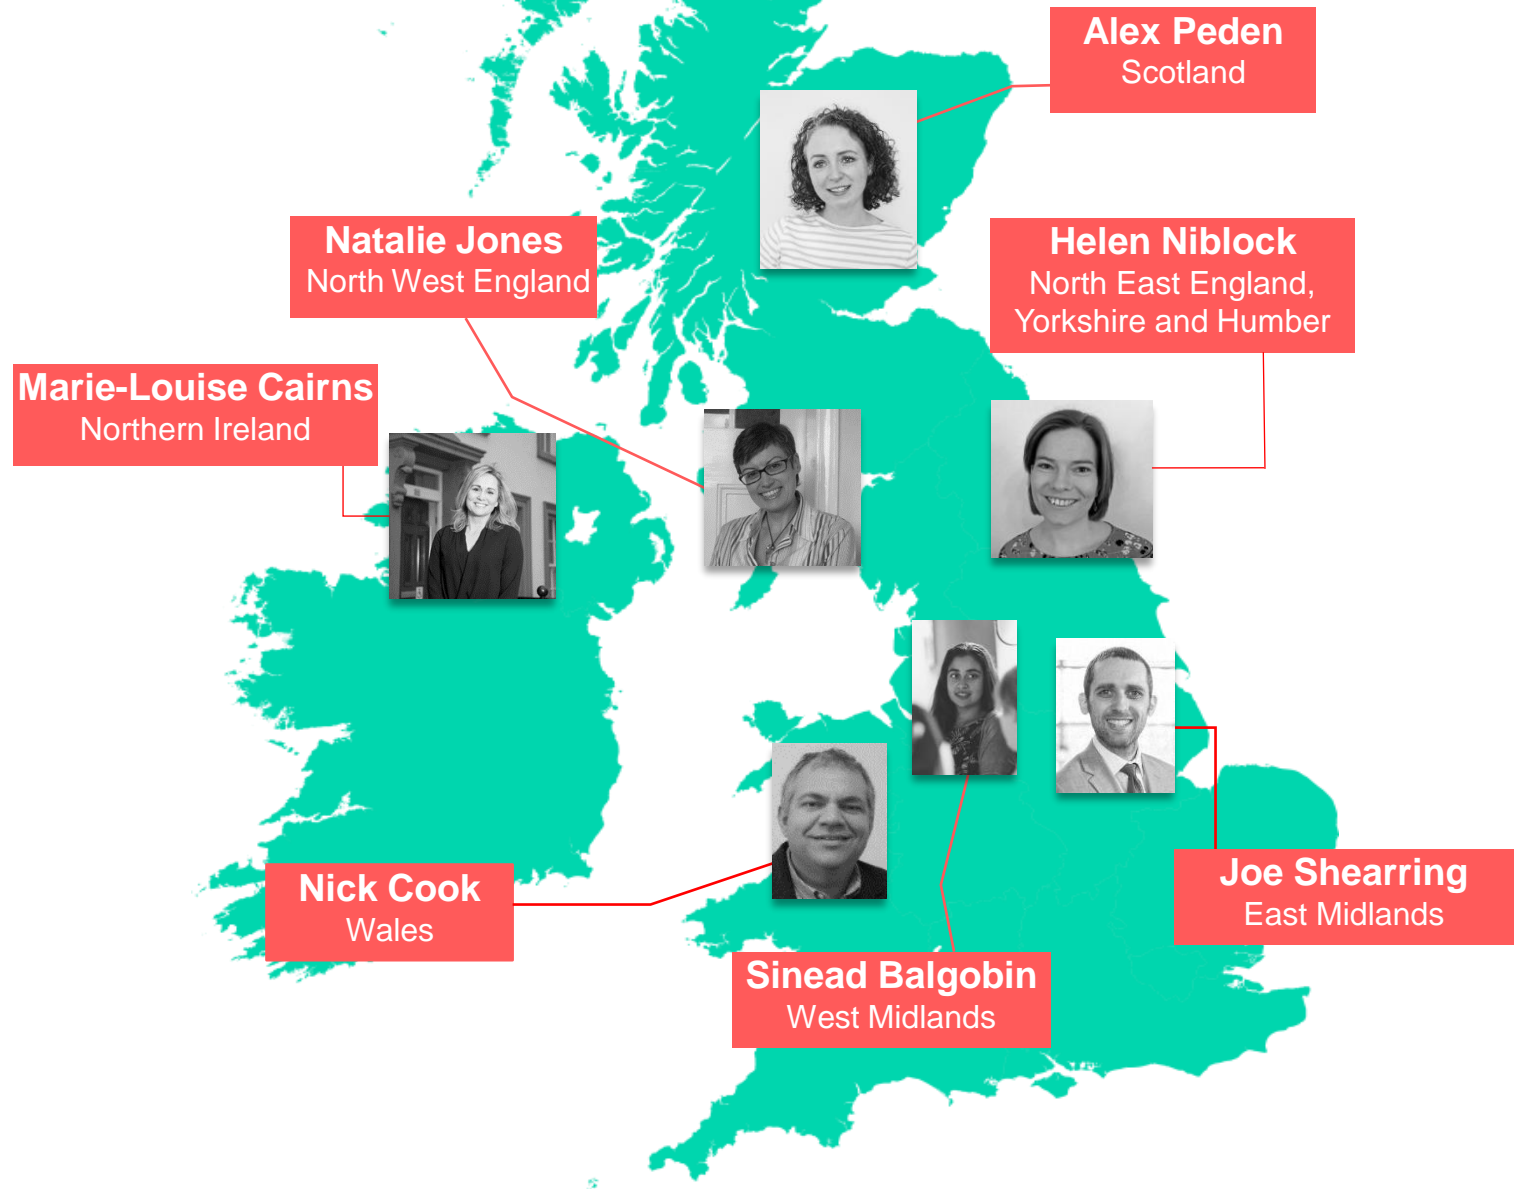 Alex Peden
Scotland
Natalie Jones
North West England
Helen Niblock
North East England,
Yorkshire and Humber
Marie-Louise Cairns
Northern Ireland
Nick Cook
Wales
Joe Shearring
East Midlands
Sinead Balgobin
West Midlands